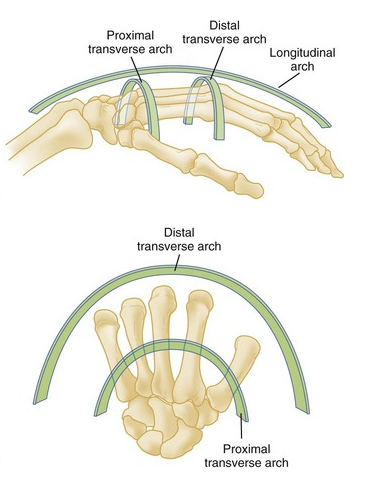 Proximal
transverse arch
Distal
transverse arch
Longitudinal
arch
Distal
transverse arch
Proximal
transverse arch